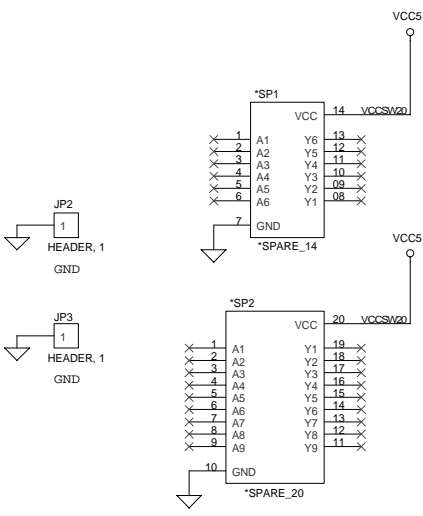 VCC5
*SP1
VCC 14 VCCSW20
1 A1 Y6 13
2 A2 Y5 12
3 A3 Y4 11
4 A4 Y3 10
5 A5 Y2 09
6 A6 Y1 08
7 GND
*SPARE_14
JP2
1
HEADER, 1
GND
VCC5
*SP2
VCC 20 VCCSW20
1 A1 Y1 19
2 A2 Y2 18
3 A3 Y3 17
4 A4 Y4 16
5 A5 Y5 15
6 A6 Y6 14
7 A7 Y7 13
8 A8 Y8 12
9 A9 Y9 11
10 GND
*SPARE_20
JP3
1
HEADER, 1
GND